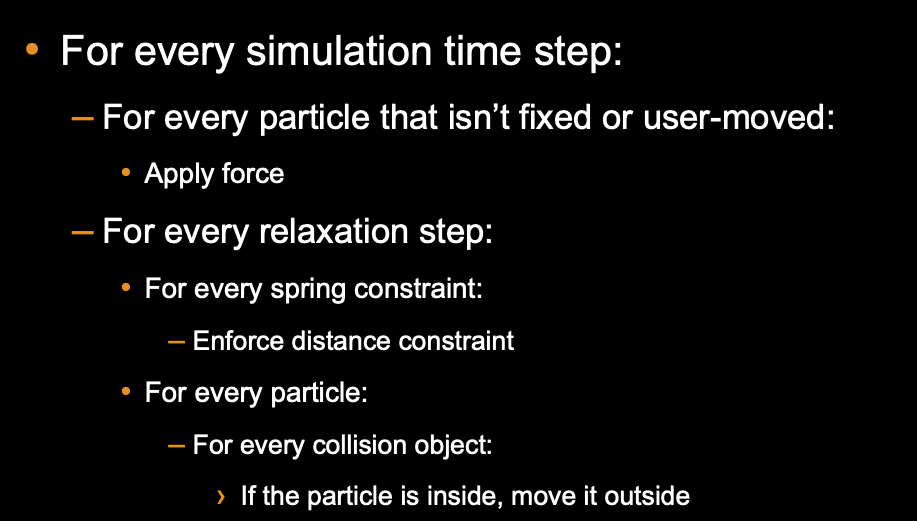 • For every simulation time step:
– For every particle that isn’t fixed or user-moved:
• Apply force
– For every relaxation step:
• For every spring constraint:
– Enforce distance constraint
• For every particle:
– For every collision object:
› If the particle is inside, move it outside